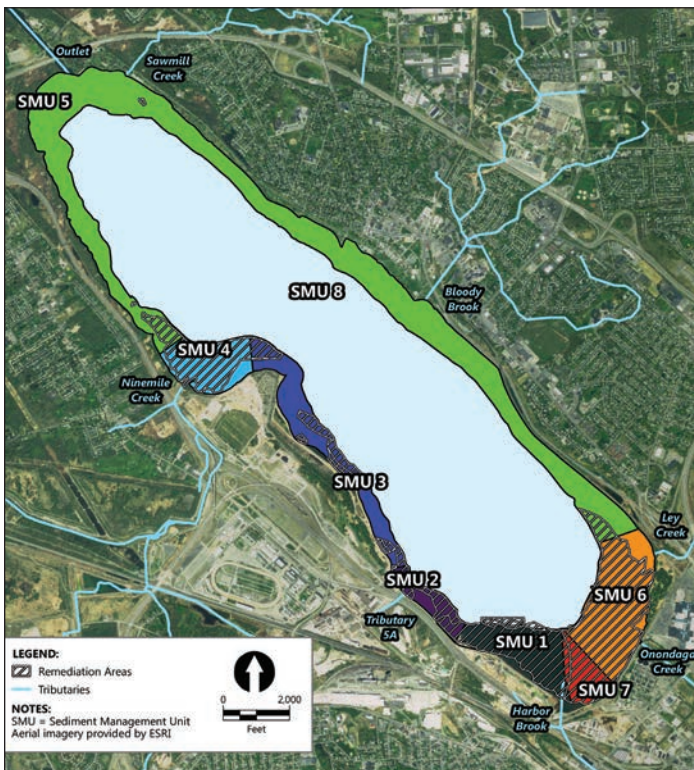 Outlet
Sawmill
Creek
SMU 5
SMU 8
Bloody
Brook
SMU 4
Ninemile
Creek
SMU 3
Ley
Creek
SMU 2
SMU 6
Tributary
5A
SMU 1
Onondaga
Creek
SMU 7
Harbor
Brook
LEGEND:
Remediation Areas
Tributaries
NOTES:
SMU = Sediment Management Unit
Aerial imagery provided by ESRI
0 2,000
Feet